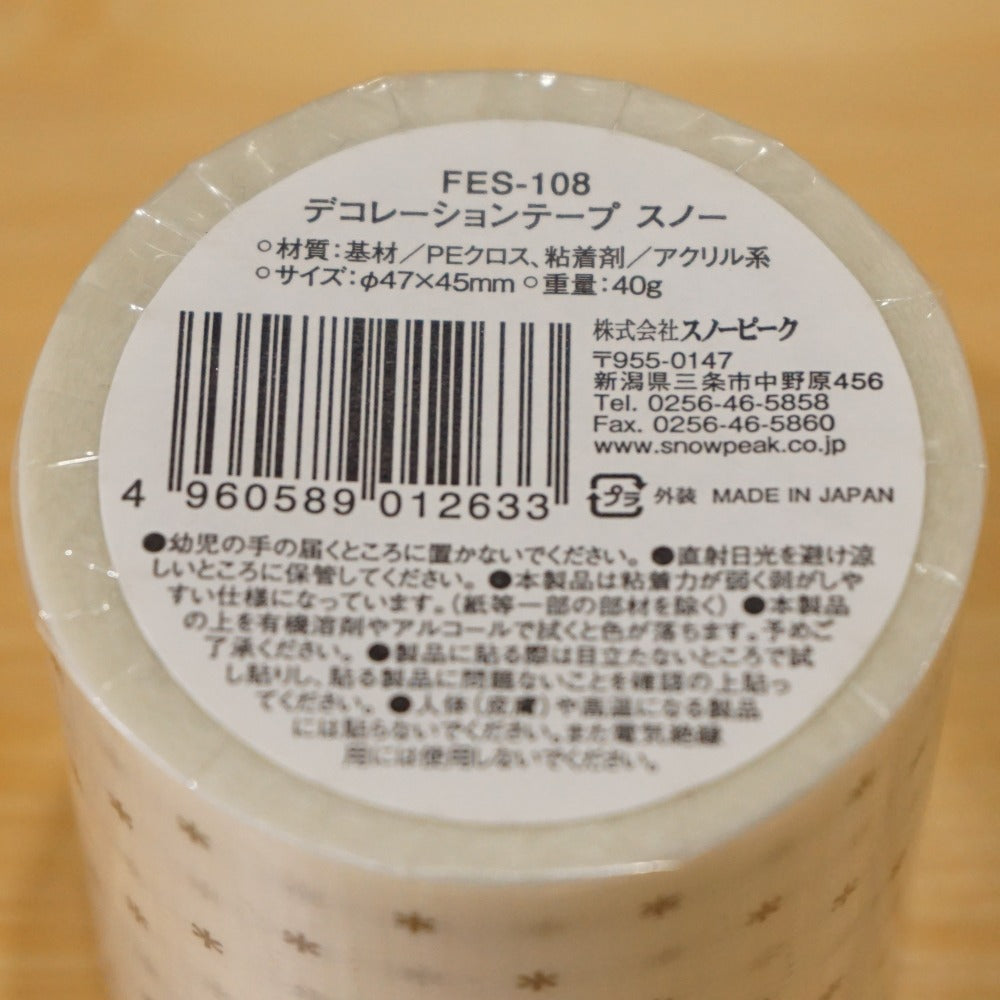 FES-108
デコレーションテープ スノー
○材質：基材／PEクロス、粘着剤／アクリル系
○サイズ：φ47×45mm ○重量：40g
株式会社スノーピーク
〒955-0147
新潟県三条市中野原456
Tel. 0256-46-5858
Fax. 0256-46-5860
www.snowpeak.co.jp
4 960589 012633
プラ 外装 MADE IN JAPAN
●幼児の手の届くところに置かないでください。●直射日光を避け涼
しいところに保管してください。●本製品は粘着力が弱く剥がしや
すい仕様になっています。（紙等一部の部材を除く）●本製品
の上を有機溶剤やアルコールで拭くと色が落ちます。予めご
了承ください。●製品に貼る際は目立たないところで試
し貼りし、貼る製品に問題ないことを確認の上貼っ
てください。●人体（皮膚）や高温になる製品
には貼らないでください。また電気絶縁
用には使用しないでください。